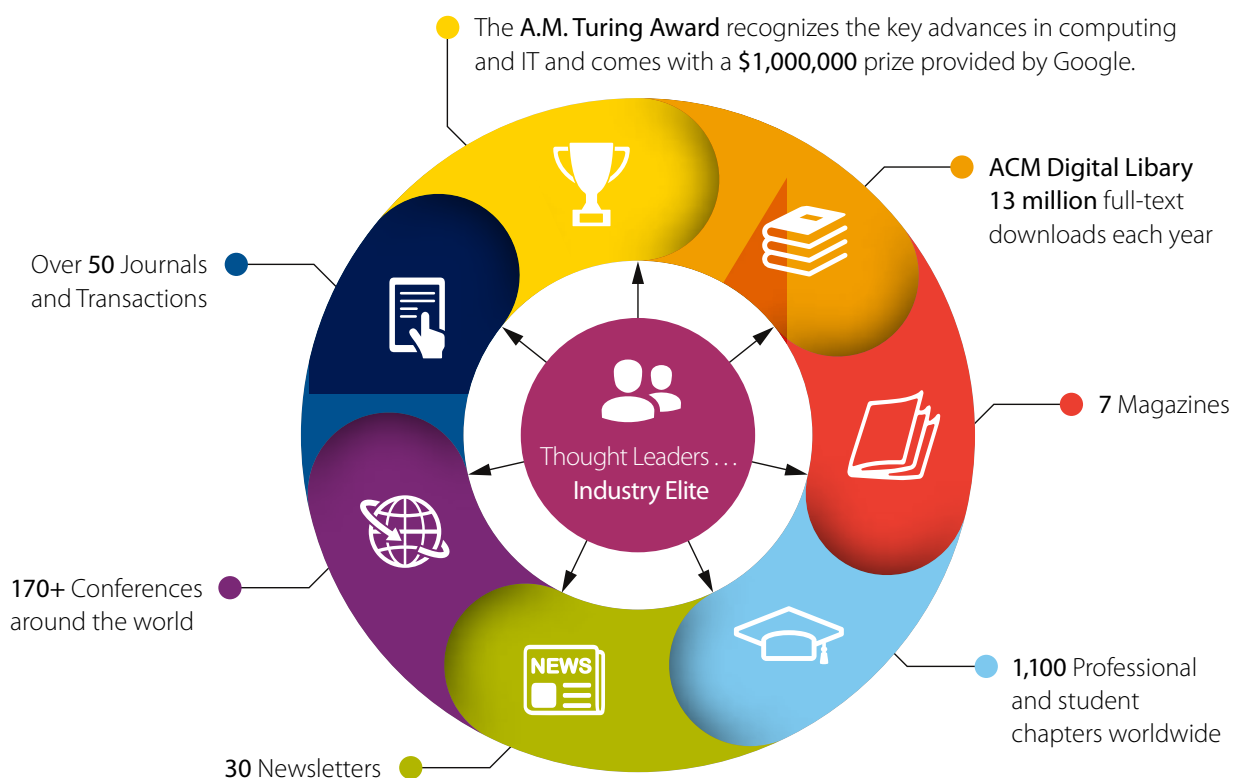 The A.M. Turing Award recognizes the key advances in computing
and IT and comes with a $1,000,000 prize provided by Google.
ACM Digital Libary
13 million full-text
downloads each year
Over 50 Journals
and Transactions
7 Magazines
Thought Leaders...
Industry Elite
170+ Conferences
around the world
NEWS
1,100 Professional
and student
chapters worldwide
30 Newsletters